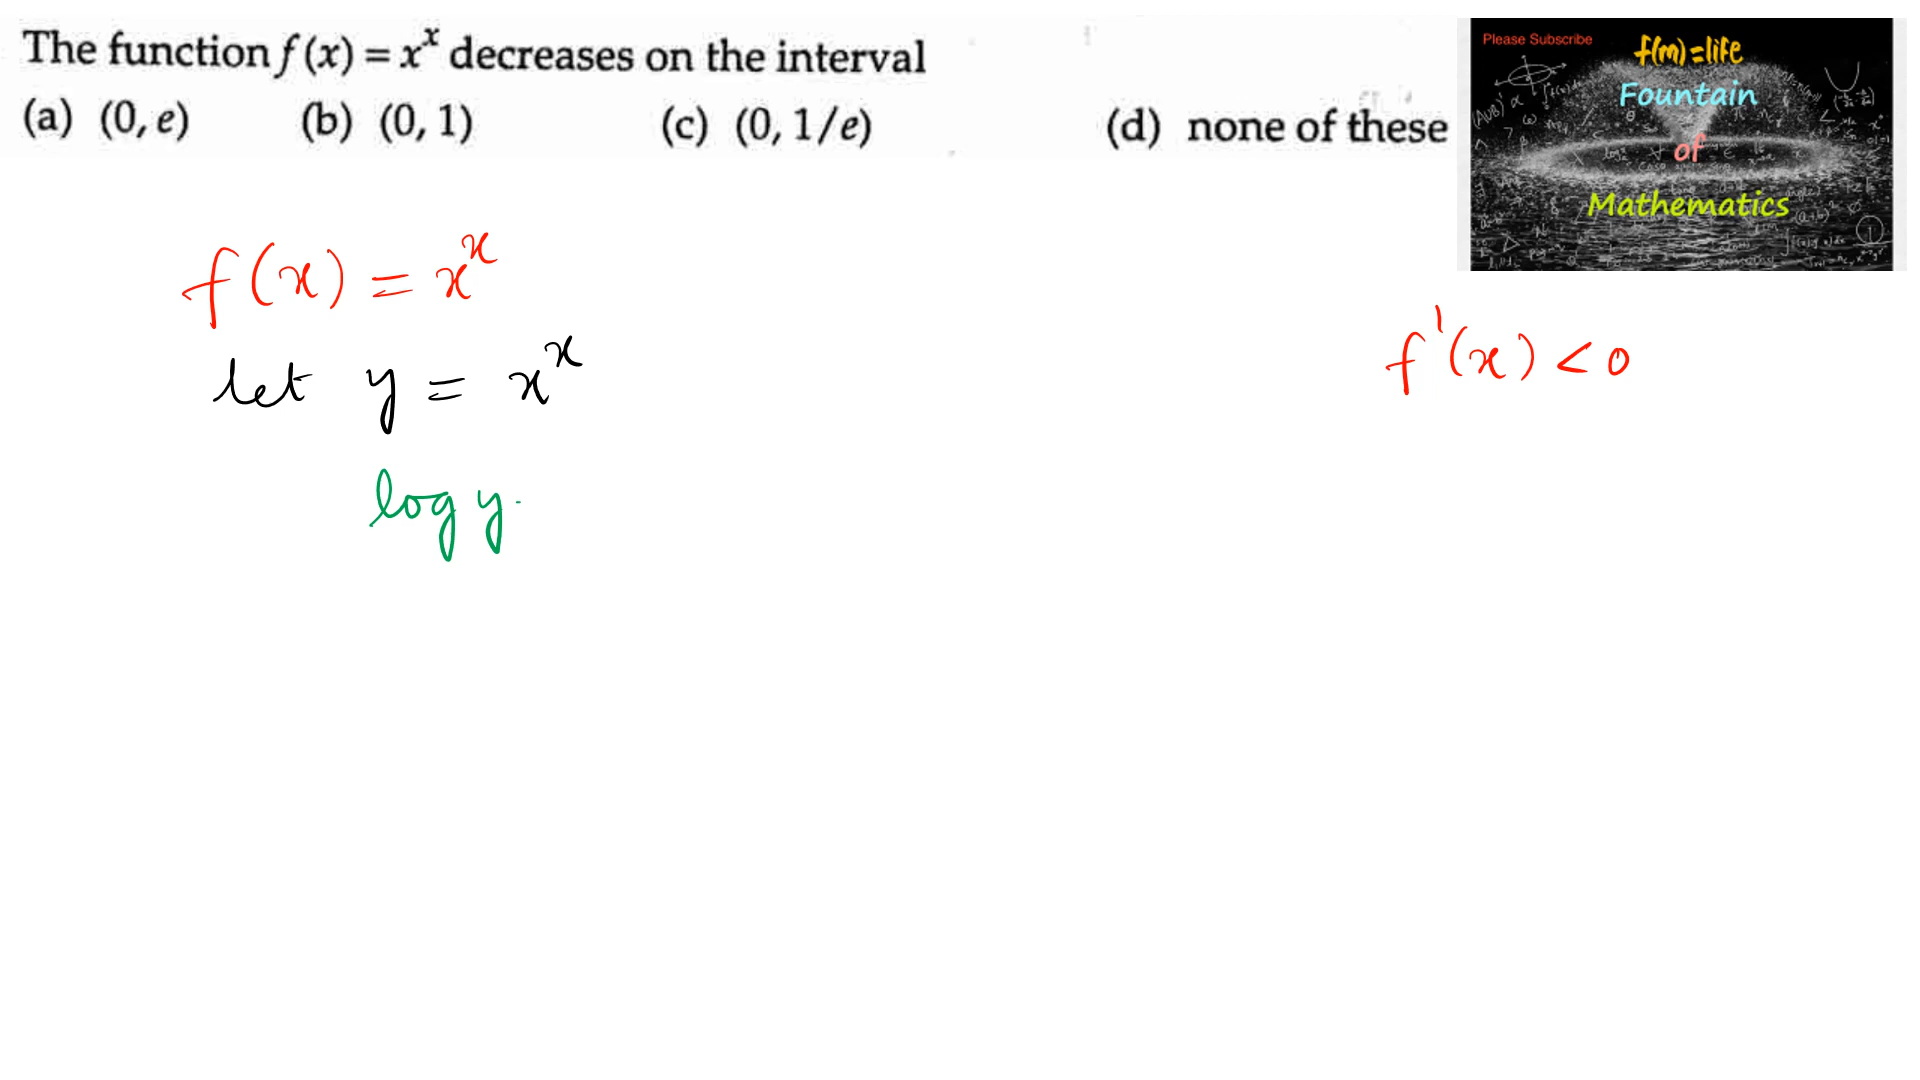 The function f(x) = x^x decreases on the interval
(a) (0, e) (b) (0, 1) (c) (0, 1/e) (d) none of these
Please Subscribe
f(m)=life
Fountain
of
Mathematics
f(x) = x^x
let y = x^x
f'(x) < 0
log y